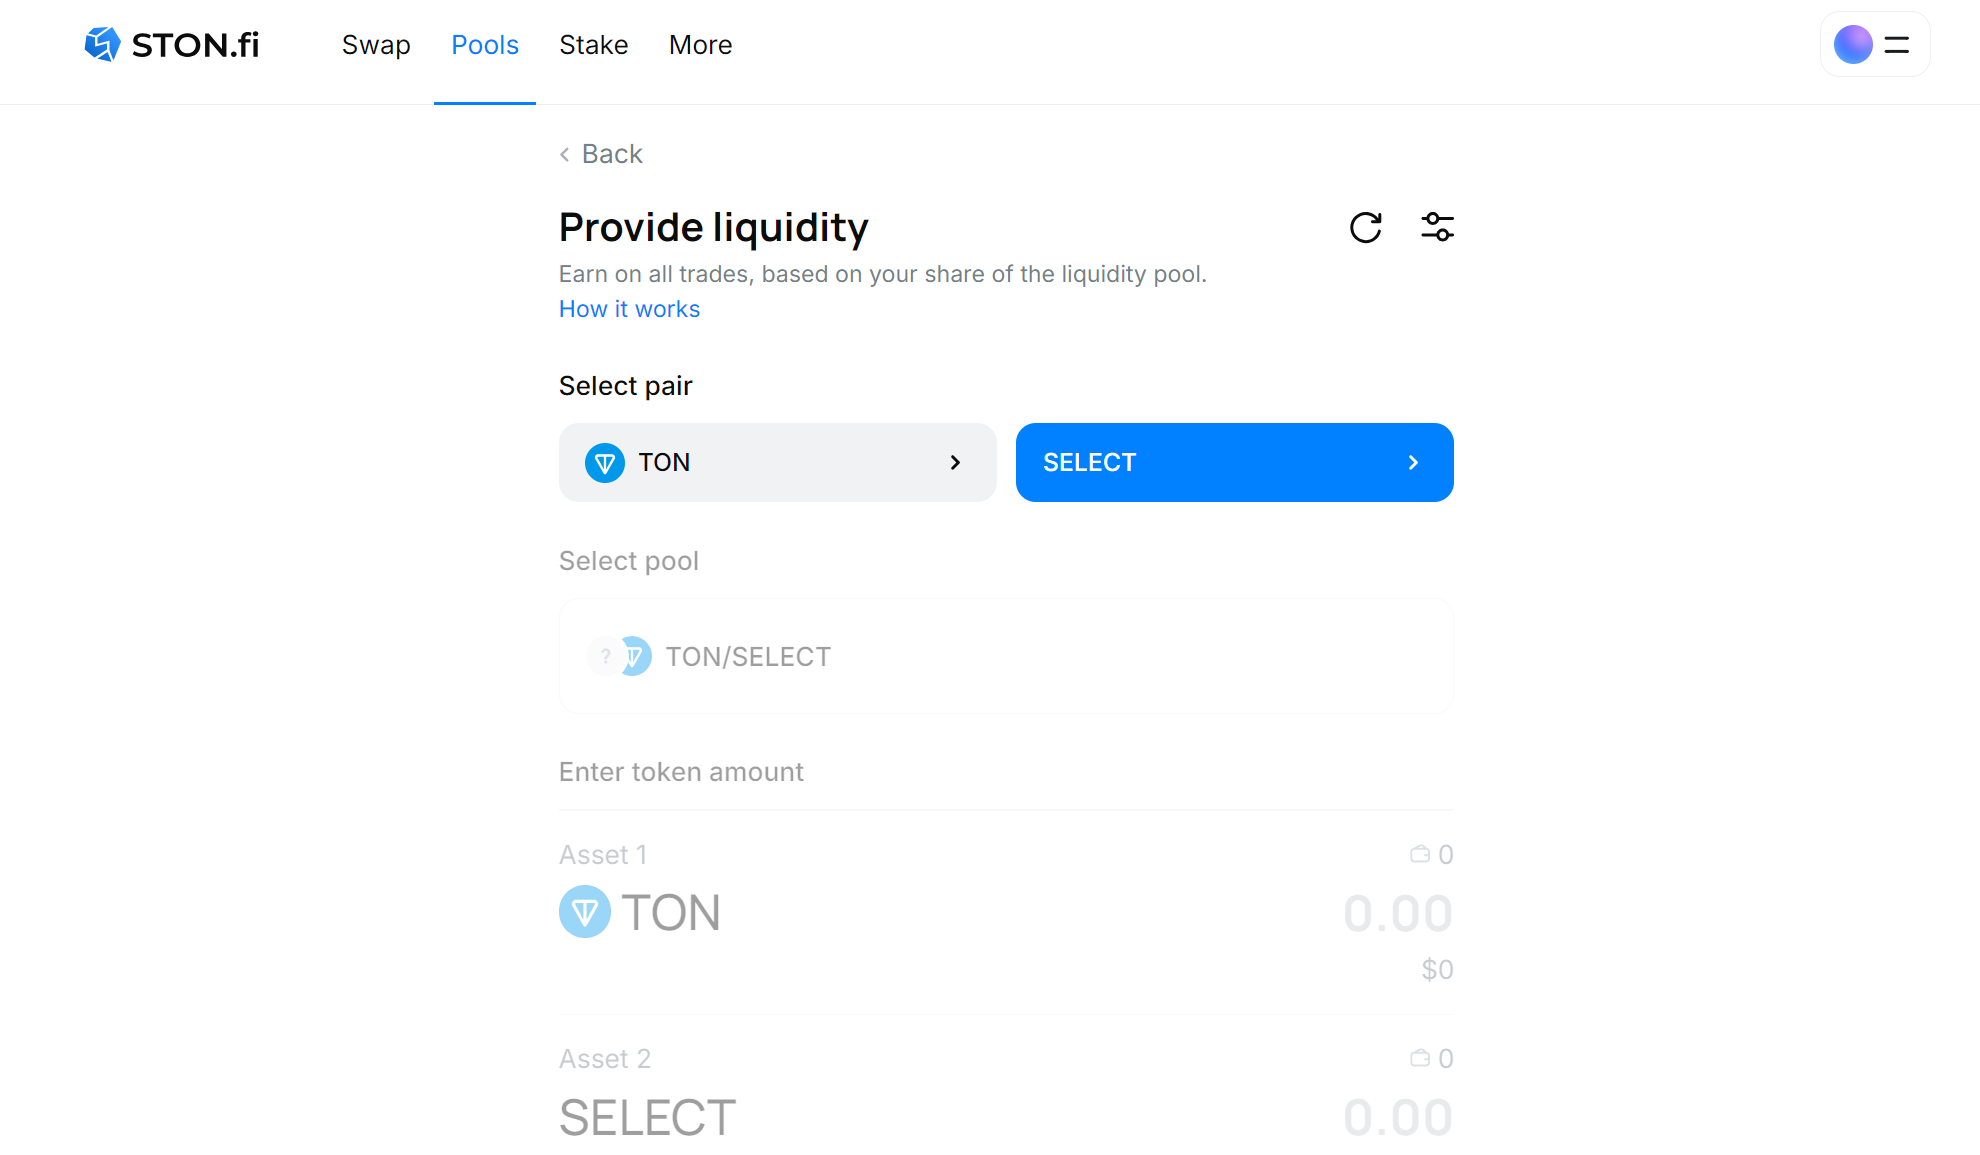 STON.fi
Swap
Pools
Stake
More
Back
Provide liquidity
Earn on all trades, based on your share of the liquidity pool.
How it works
Select pair
TON
SELECT
Select pool
? TON/SELECT
Enter token amount
Asset 1
0
TON
0.00
$0
Asset 2
0
SELECT
0.00